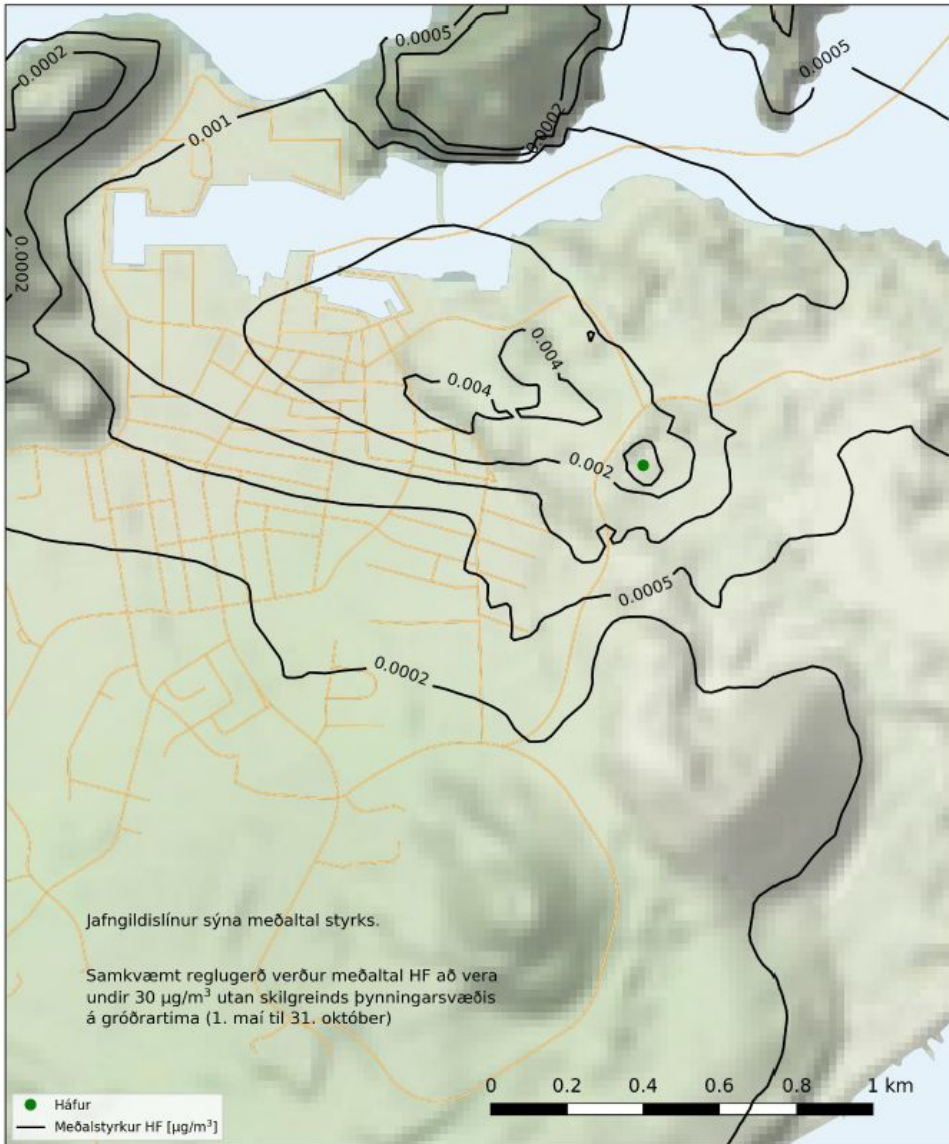 0.0002
0.0005
0.0005
0.001
0.0002
0.0002
0.004
0.004
0.002
0.0005
0.0002
Jafngildislínur sýna meðaltal styrks.
Samkvæmt reglugerð verður meðaltal HF að vera
undir 30 µg/m³ utan skilgreinds þynningarsvæðis
á gróðrartima (1. maí til 31. október)
0 0.2 0.4 0.6 0.8 1 km
Háfur
Meðalstyrkur HF [µg/m³]